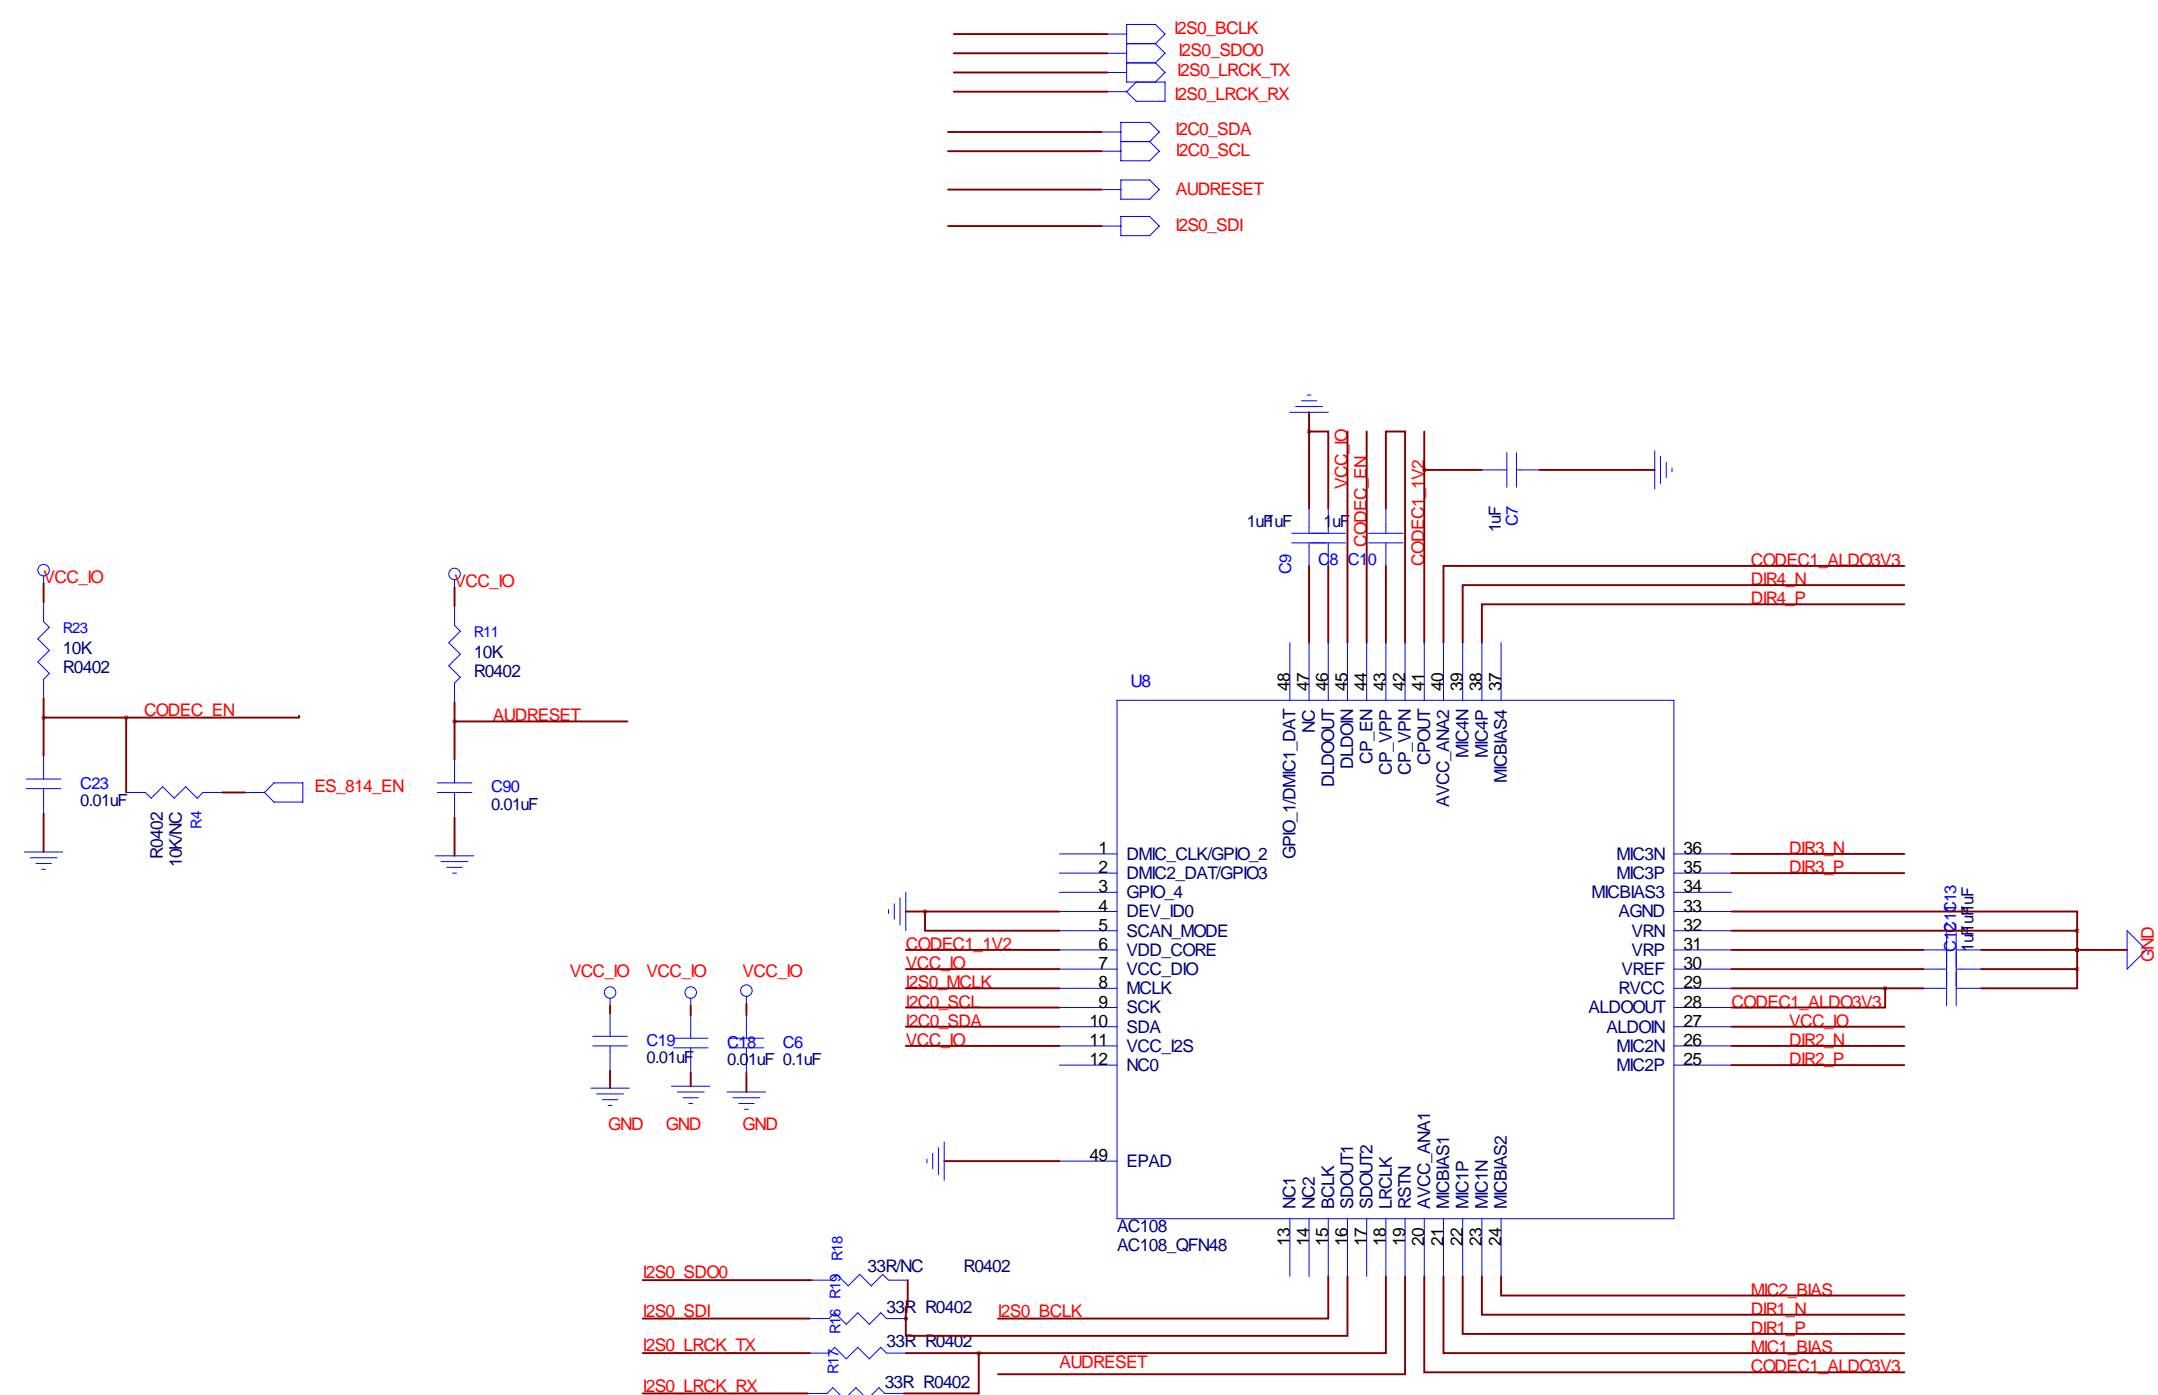 I2S0_BCLK
I2S0_SDO0
I2S0_LRCK_TX
I2S0_LRCK_RX
I2C0_SDA
I2C0_SCL
AUDRESET
I2S0_SDI
VCC_IO
R23
10K
R0402
CODEC_EN
C23
0.01uF
R0402
10K/NC
R4
ES_814_EN
VCC_IO
R11
10K
R0402
AUDRESET
C90
0.01uF
VCC_IO
CODEC_EN
CODEC1_1V2
1uF
1uF
1uF
C9
C8
C10
1uF
C7
CODEC1_ALDO3V3
DIR4_N
DIR4_P
U8
48
47
46
45
44
43
42
41
40
39
38
37
GPIO_1/DMIC1_DAT
NC
DLDOOUT
DLDOIN
CP_EN
CP_VPP
CP_VPN
CPOUT
AVCC_ANA2
MIC4N
MIC4P
MICBIAS4
1 DMIC_CLK/GPIO_2
2 DMIC2_DAT/GPIO3
3 GPIO_4
4 DEV_ID0
5 SCAN_MODE
CODEC1_1V2 6 VDD_CORE
VCC_IO 7 VCC_DIO
I2S0_MCLK 8 MCLK
I2C0_SCL 9 SCK
I2C0_SDA 10 SDA
VCC_IO 11 VCC_I2S
12 NC0
49 EPAD
MIC3N 36 DIR3_N
MIC3P 35 DIR3_P
MICBIAS3 34
AGND 33
VRN 32
VRP 31
VREF 30
RVCC 29
ALDOOUT 28 CODEC1_ALDO3V3
ALDOIN 27 VCC_IO
MIC2N 26 DIR2_N
MIC2P 25 DIR2_P
C13
1uF
GND
VCC_IO
VCC_IO
VCC_IO
C19
0.01uF
C18
0.01uF
C6
0.1uF
GND
GND
GND
NC1
NC2
BCLK
SDOUT1
SDOUT2
LRCLK
RSTN
AVCC_ANA1
MICBIAS1
MIC1P
MIC1N
MICBIAS2
13
14
15
16
17
18
19
20
21
22
23
24
AC108
AC108_QFN48
R18
33R/NC R0402
I2S0_SDO0
R19
33R R0402
I2S0_SDI
R16
33R R0402
I2S0_LRCK_TX
R17
33R R0402
I2S0_LRCK_RX
I2S0_BCLK
AUDRESET
MIC2_BIAS
DIR1_N
DIR1_P
MIC1_BIAS
CODEC1_ALDO3V3